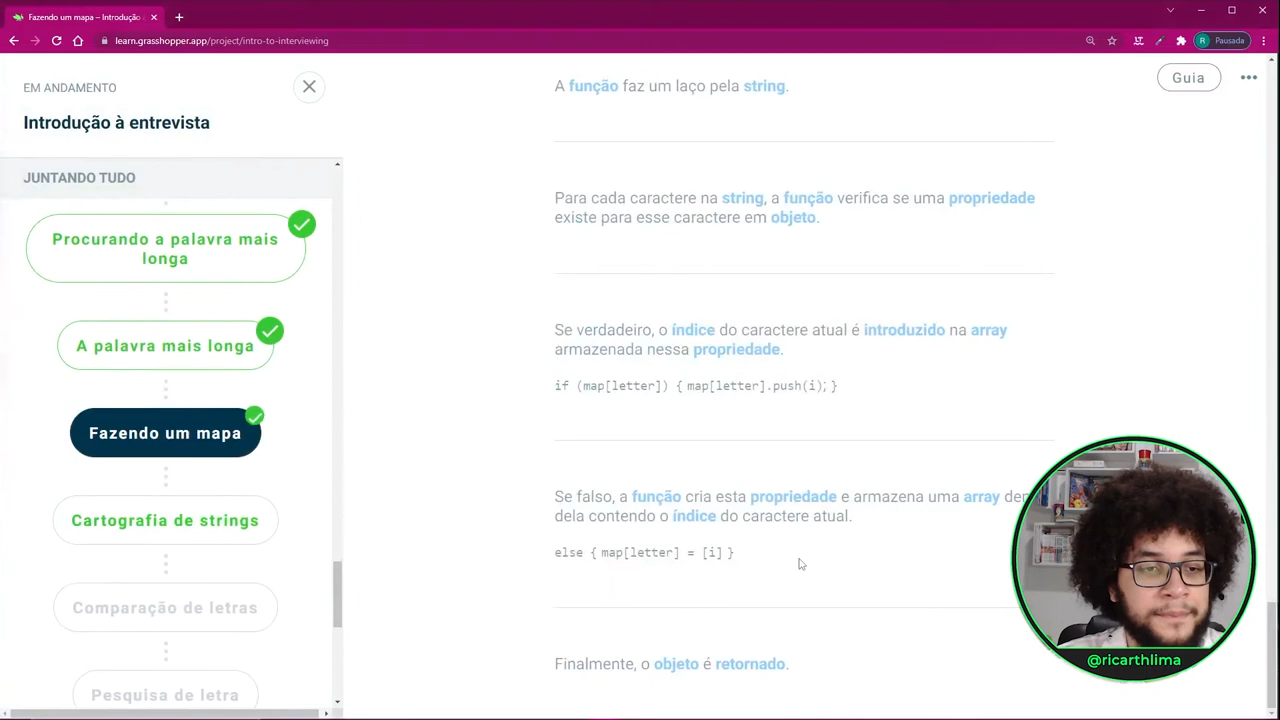 Fazendo um mapa – Introdução
learn.grasshopper.app/project/intro-to-interviewing
R Pausada
EM ANDAMENTO
Introdução à entrevista
JUNTANDO TUDO
Procurando a palavra mais
longa
A palavra mais longa
Fazendo um mapa
Cartografia de strings
Comparação de letras
Pesquisa de letra
Guia
A função faz um laço pela string.
Para cada caractere na string, a função verifica se uma propriedade
existe para esse caractere em objeto.
Se verdadeiro, o índice do caractere atual é introduzido na array
armazenada nessa propriedade.
if (map[letter]) { map[letter].push(i); }
Se falso, a função cria esta propriedade e armazena uma array
dela contendo o índice do caractere atual.
else { map[letter] = [i] }
Finalmente, o objeto é retornado.
@ricarthlima